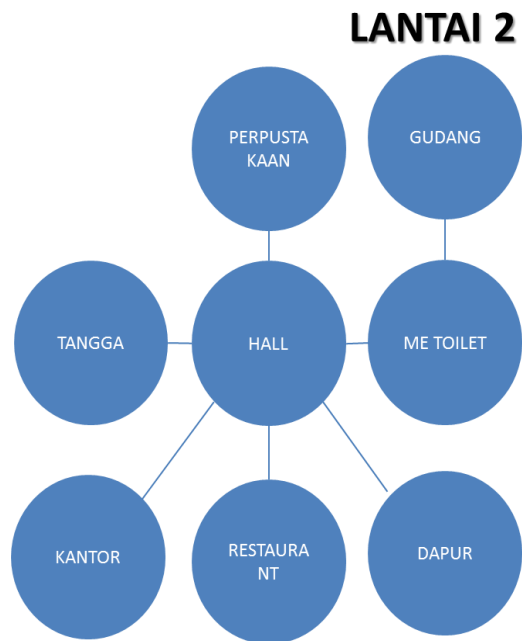 LANTAI 2
PERPUSTA
KAAN
GUDANG
TANGGA
HALL
ME TOILET
KANTOR
RESTAURA
NT
DAPUR